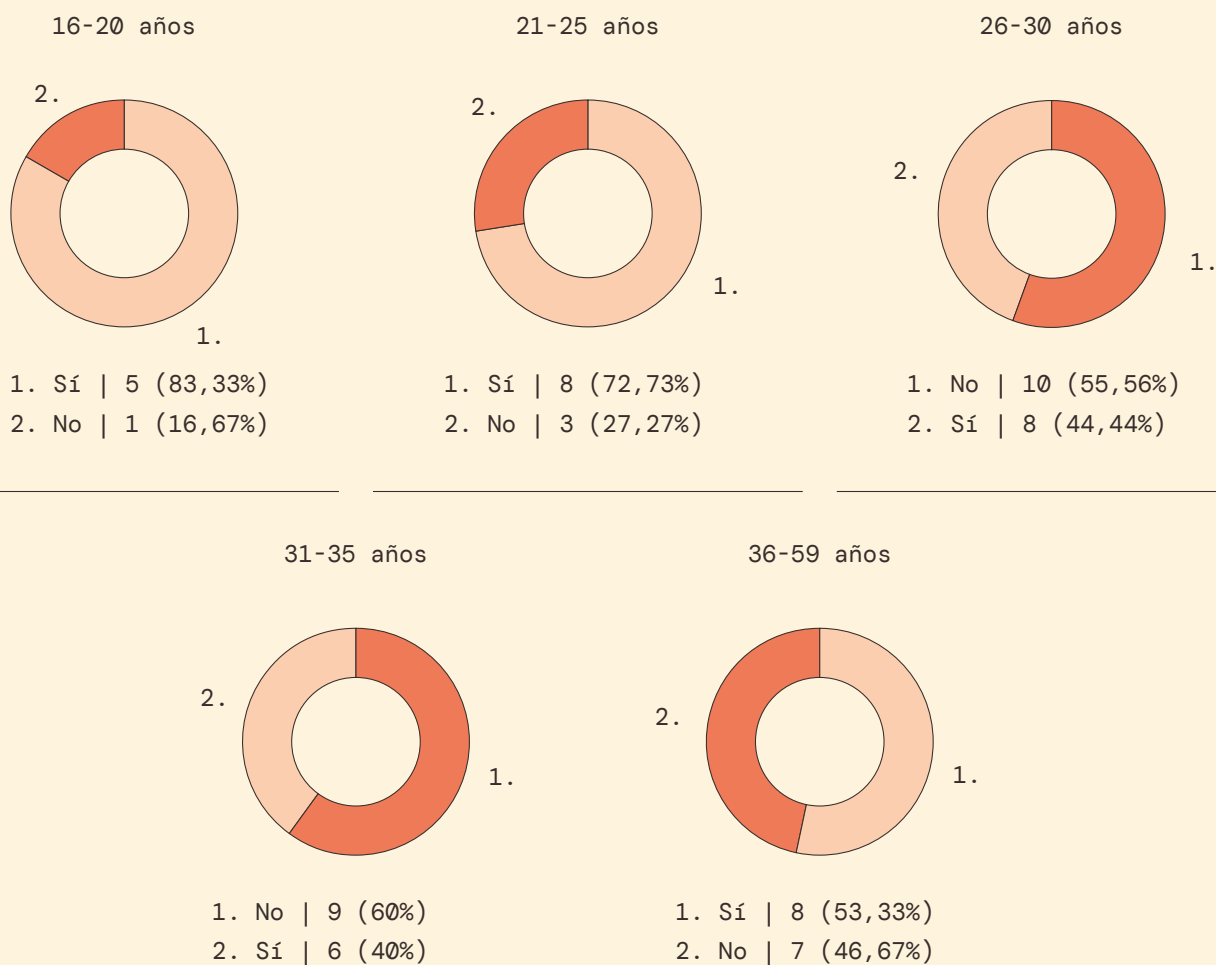 16-20 años
2.
1.
1. Sí | 5 (83,33%)
2. No | 1 (16,67%)
21-25 años
2.
1.
1. Sí | 8 (72,73%)
2. No | 3 (27,27%)
26-30 años
2.
1.
1. No | 10 (55,56%)
2. Sí | 8 (44,44%)
31-35 años
2.
1.
1. No | 9 (60%)
2. Sí | 6 (40%)
36-59 años
2.
1.
1. Sí | 8 (53,33%)
2. No | 7 (46,67%)